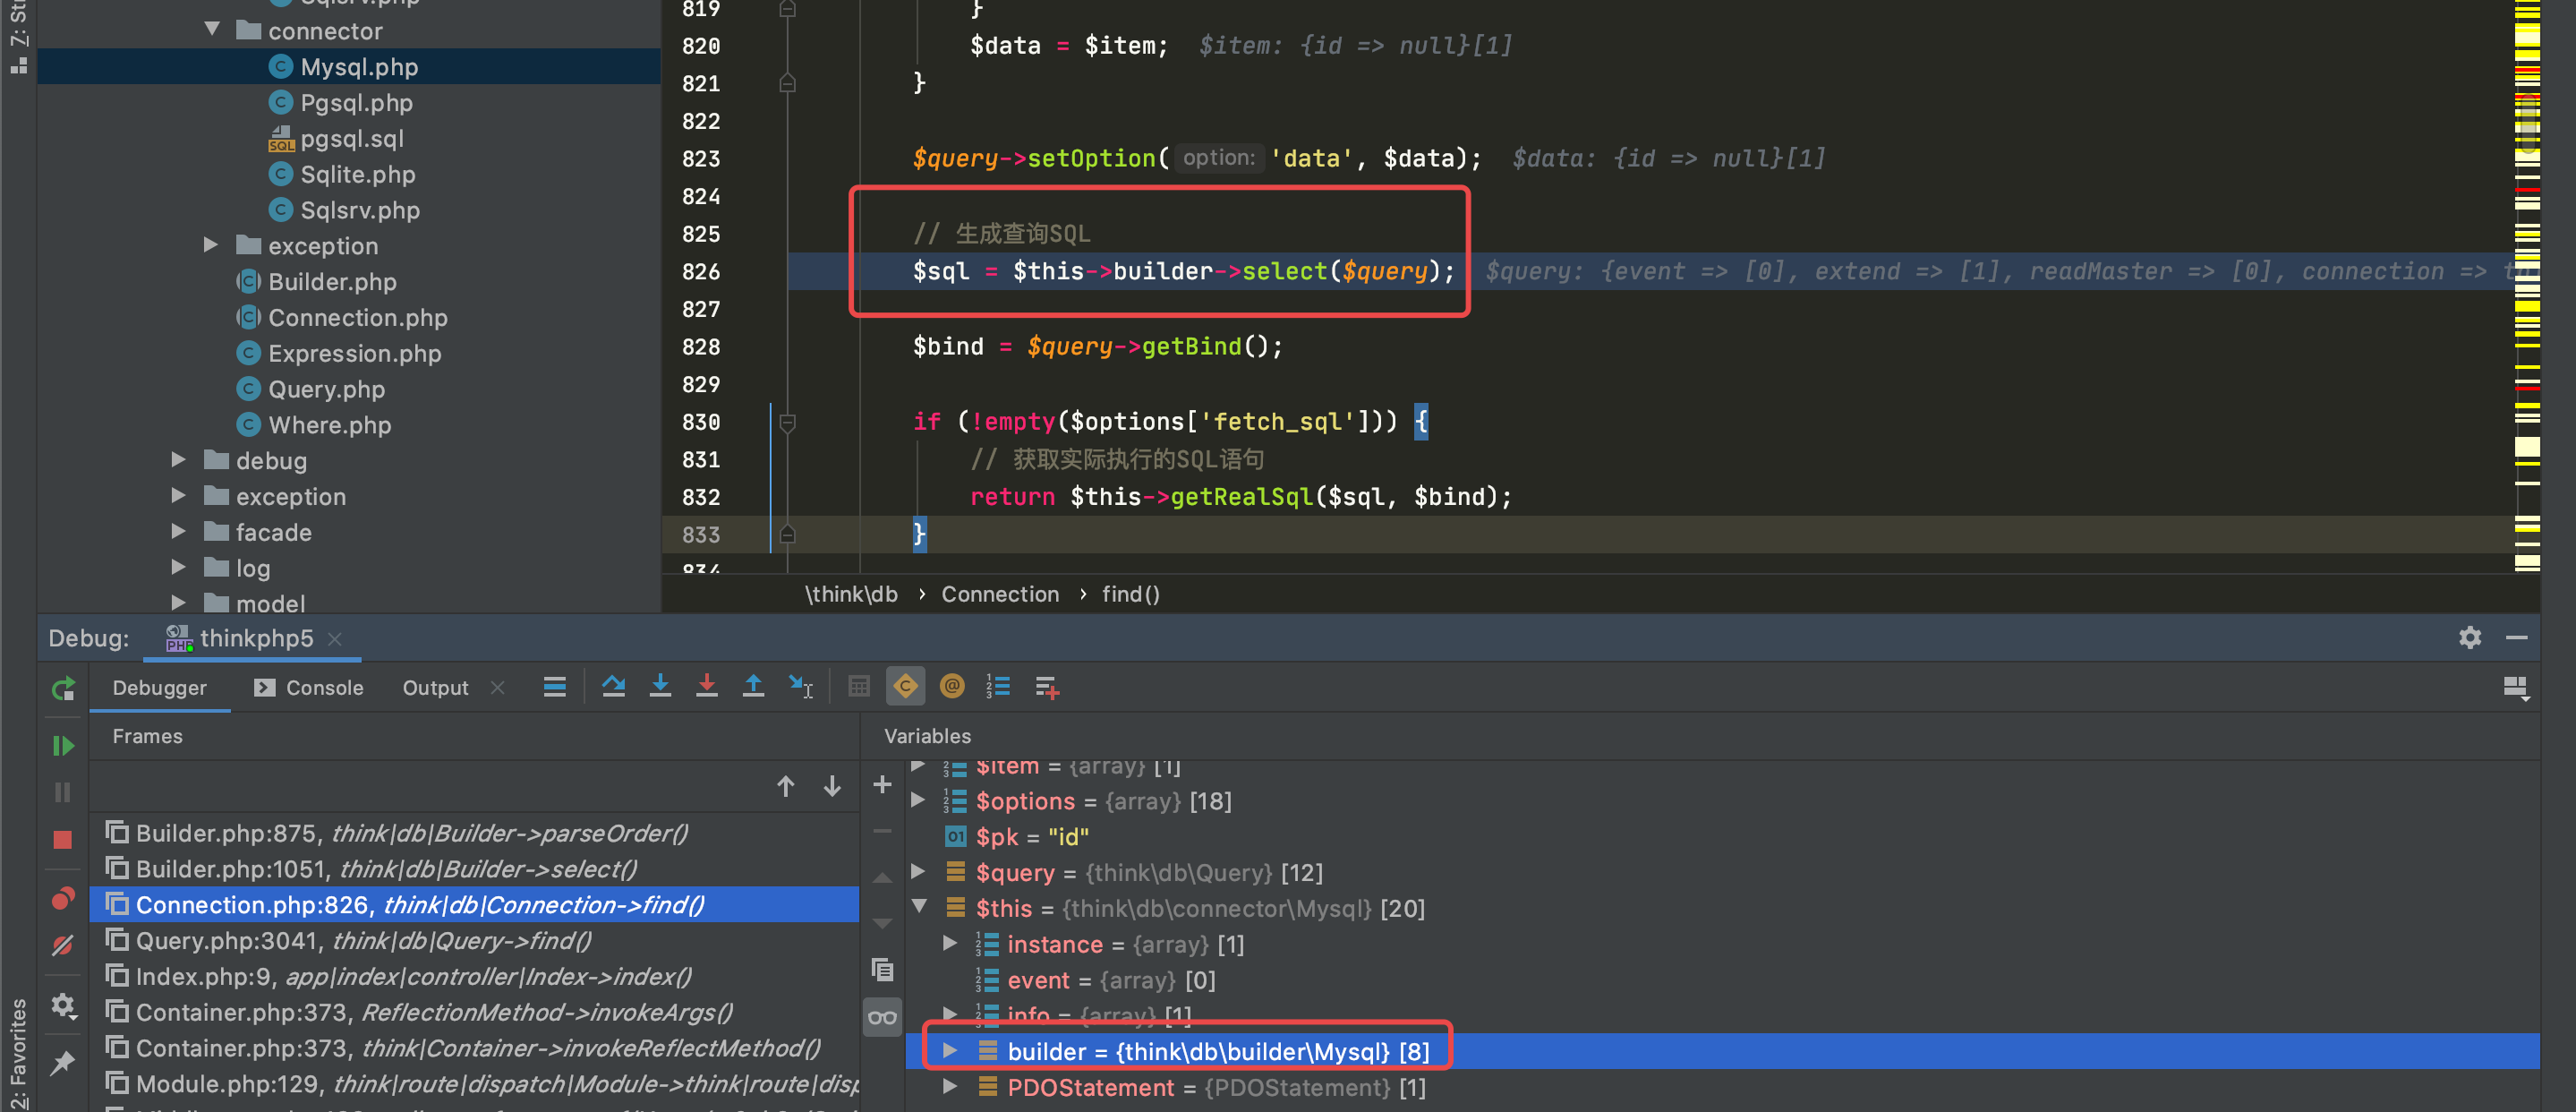 Z: St
Sqlsrv.php
connector
Mysql.php
Pgsql.php
pgsql.sql
Sqlite.php
Sqlsrv.php
exception
Builder.php
Connection.php
Expression.php
Query.php
Where.php
debug
exception
facade
log
model
819 }
820 $data = $item; $item: {id => null}[1]
821 }
822
823 $query->setOption( option: 'data', $data); $data: {id => null}[1]
824
825 // 生成查询SQL
826 $sql = $this->builder->select($query); $query: {event => [0], extend => [1], readMaster => [0], connection => th
827
828 $bind = $query->getBind();
829
830 if (!empty($options['fetch_sql'])) {
831 // 获取实际执行的SQL语句
832 return $this->getRealSql($sql, $bind);
833 }
834
\think\db › Connection › find()
Debug: thinkphp5
Debugger Console Output
Frames
Builder.php:875, think|db|Builder->parseOrder()
Builder.php:1051, think|db|Builder->select()
Connection.php:826, think|db|Connection->find()
Query.php:3041, think|db|Query->find()
Index.php:9, app|index|controller|Index->index()
Container.php:373, ReflectionMethod->invokeArgs()
Container.php:373, think|Container->invokeReflectMethod()
Module.php:129, think|route|dispatch|Module->think|route|disp
Variables
$item = {array} [1]
$options = {array} [18]
$pk = "id"
$query = {think\db\Query} [12]
$this = {think\db\connector\Mysql} [20]
instance = {array} [1]
event = {array} [0]
info = {array} [1]
builder = {think\db\builder\Mysql} [8]
PDOStatement = {PDOStatement} [1]
2: Favorites